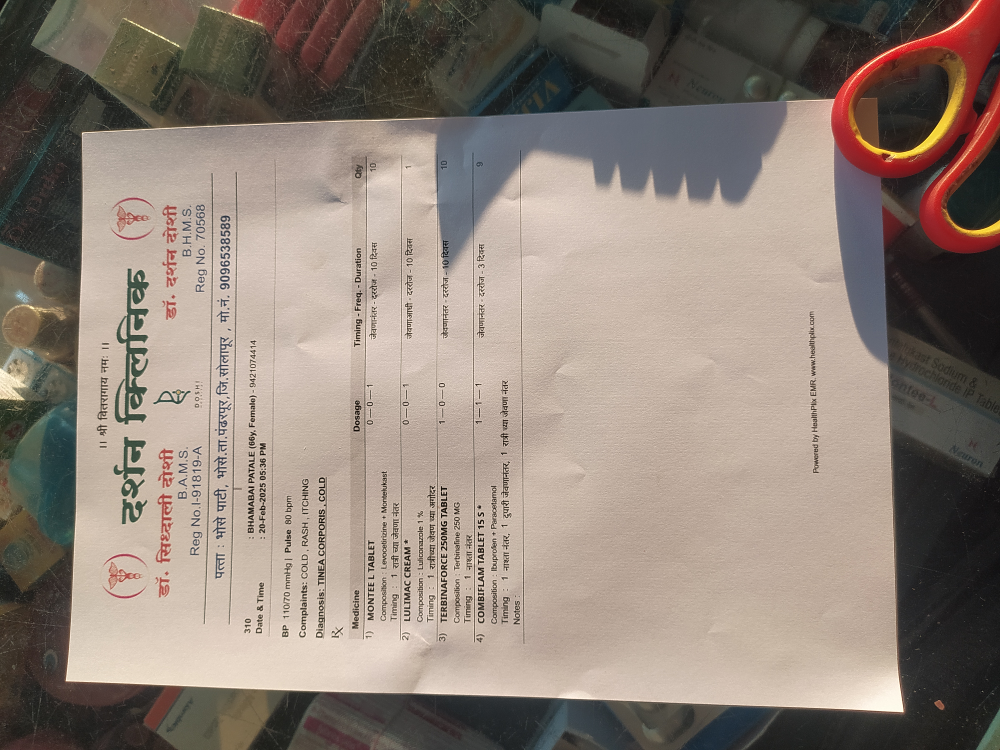 ।। श्री वितरागाय नमः ।।
दर्शन क्लिनिक
डॉ. सिध्दाली दोशी
B.A.M.S.
Reg No.I-91819-A
DOSHI
डॉ. दर्शन दोशी
B.H.M.S.
Reg No. 70568
पत्ता : भोसे पाटी, भोसे.ता.पंढरपूर,जि.सोलापूर , मो.नं. 9096538589
310 : BHAMABAI PATALE (66y, Female) - 9421074414
Date & Time : 20-Feb-2025 05:36 PM
BP 110/70 mmHg | Pulse 80 bpm
Complaints: COLD , RASH , ITCHING
Diagnosis: TINEA CORPORIS , COLD
℞
Medicine Dosage Timing - Freq. - Duration Qty
1) MONTEE L TABLET 0 — 0 — 1 जेवणानंतर - दररोज - 10 दिवस 10
Composition : Levocetirizine + Montelukast
Timing : 1 रात्री च्या जेवणा नंतर
2) LULTMAC CREAM * 0 — 0 — 1 जेवणाआधी - दररोज - 10 दिवस 1
Composition : Luliconazole 1 %
Timing : 1 रात्रीच्या जेवण च्या अगोदर
3) TERBINAFORCE 250MG TABLET 1 — 0 — 0 जेवणानंतर - दररोज - 10 दिवस 10
Composition : Terbinafine 250 MG
Timing : 1 नाश्ता नंतर
4) COMBIFLAM TABLET 15 S * 1 — 1 — 1 जेवणानंतर - दररोज - 3 दिवस 9
Composition : Ibuprofen + Paracetamol
Timing : 1 नाश्ता नंतर, 1 दुपारी जेवणानंतर, 1 रात्री च्या जेवणा नंतर
Notes :
Powered by HealthPlix EMR. www.healthplix.com
Neuron